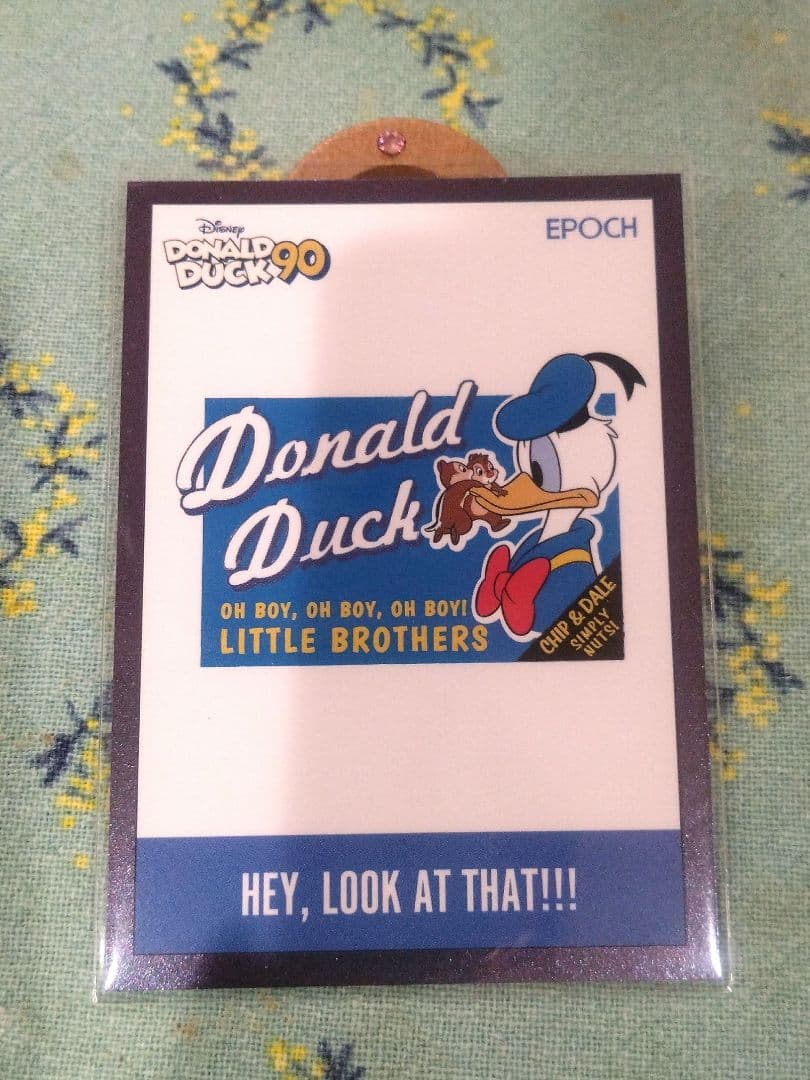 Disney
DONALD
DUCK 90
EPOCH
Donald
Duck
OH BOY, OH BOY, OH BOY!
LITTLE BROTHERS
CHIP & DALE
SIMPLY
NUTS!
HEY, LOOK AT THAT!!!